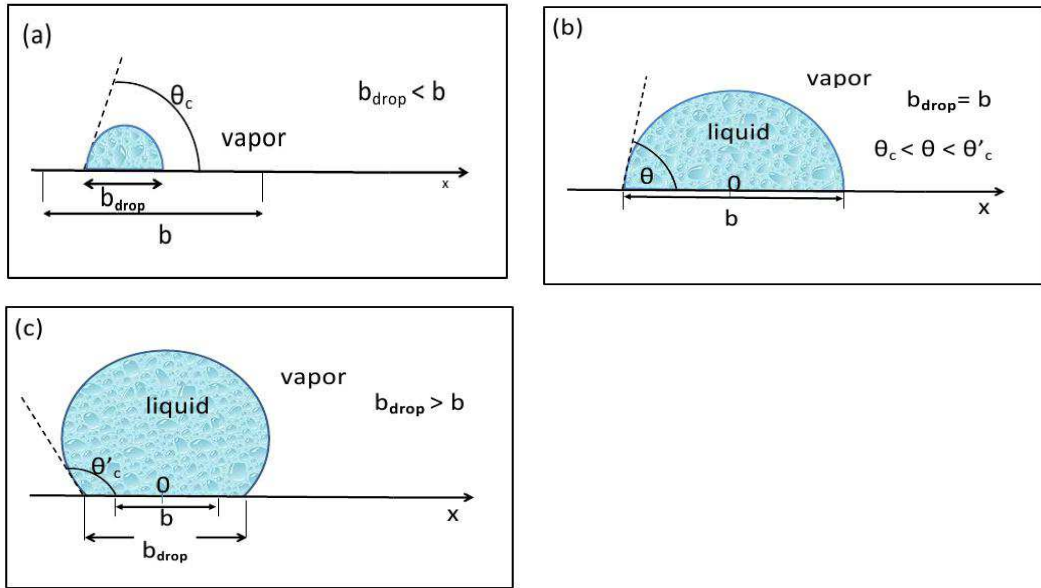 (a)
θc
bdrop < b
vapor
x
bdrop
b
(b)
vapor
bdrop = b
liquid
θc < θ < θ'c
θ
0
x
b
(c)
vapor
bdrop > b
liquid
θ'c
0
x
b
bdrop